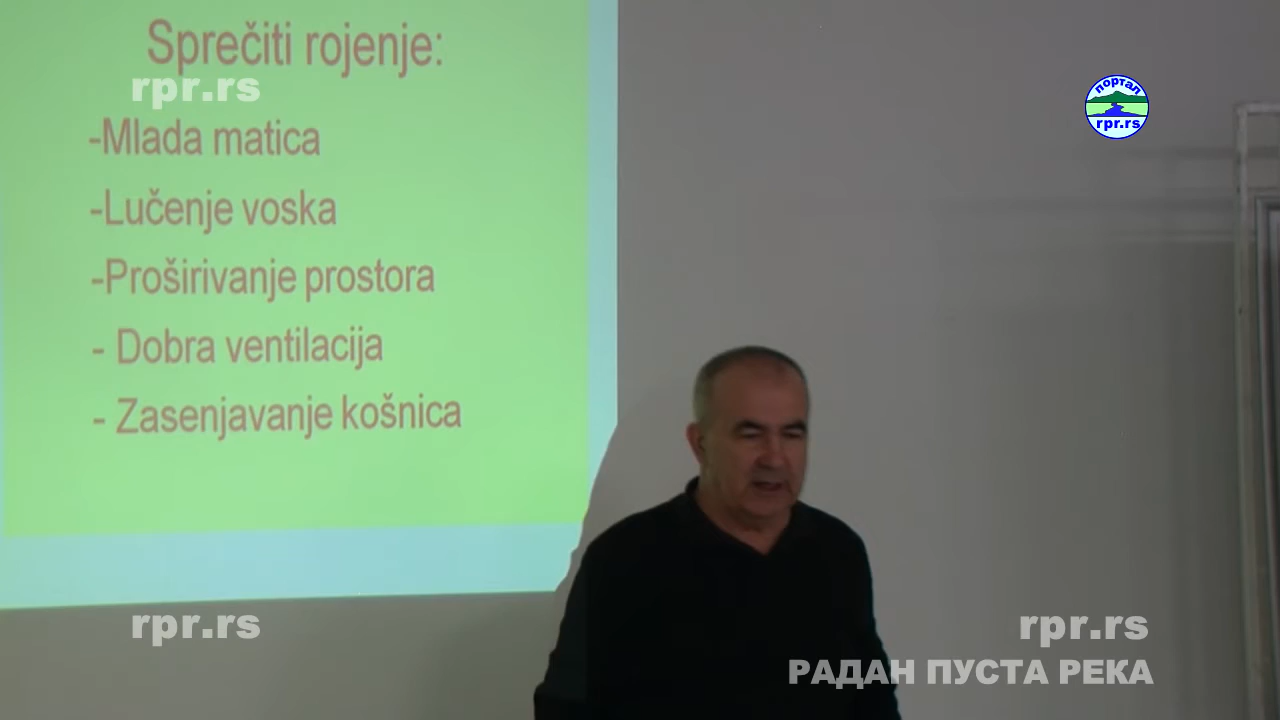 Sprečiti rojenje:
rpr.rs
-Mlada matica
-Lučenje voska
-Proširivanje prostora
- Dobra ventilacija
- Zasenjavanje košnica
портал
rpr.rs
rpr.rs
rpr.rs
РАДАН ПУСТА РЕКА